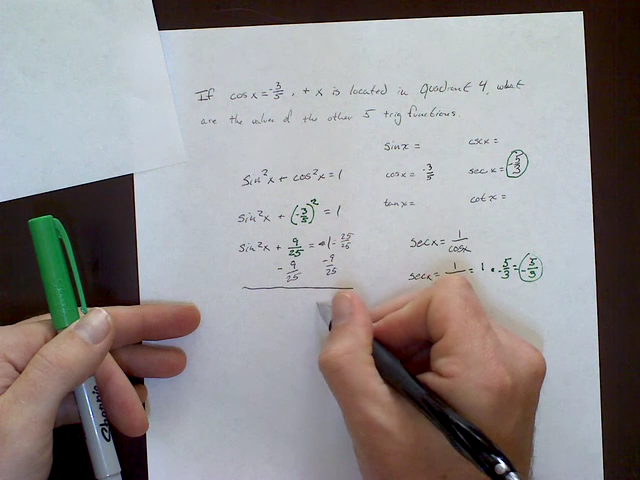 If cos x = -3/5, + x is located in Quadrant 4, what
are the values of the other 5 trig functions.
sin x =
csc x =
cos x = -3/5
sec x = -5/3
tan x =
cot x =
sin²x + cos²x = 1
sin²x + (-3/5)² = 1
sin²x + 9/25 = 1 25/25
- 9/25 -9/25
sec x = 1/cosx
sec x = 1/ = 1 • -5/3 = -5/3
Sharpie